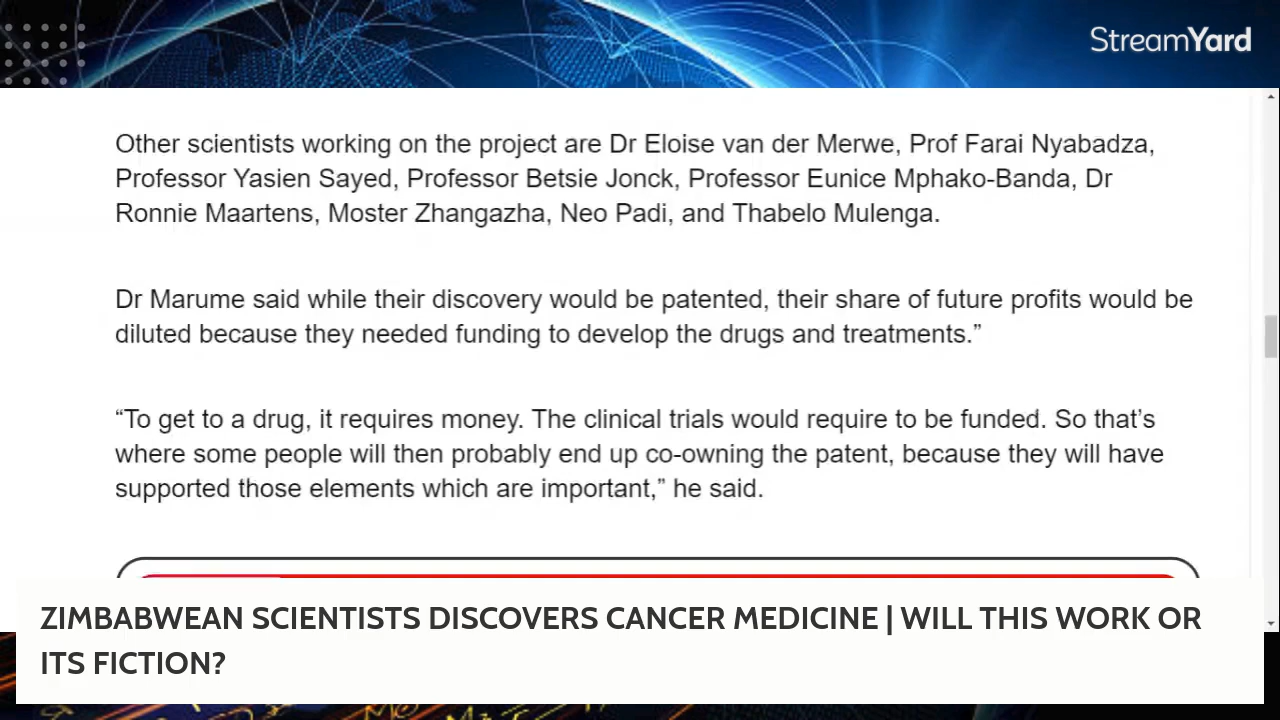 StreamYard
Other scientists working on the project are Dr Eloise van der Merwe, Prof Farai Nyabadza,
Professor Yasien Sayed, Professor Betsie Jonck, Professor Eunice Mphako-Banda, Dr
Ronnie Maartens, Moster Zhangazha, Neo Padi, and Thabelo Mulenga.
Dr Marume said while their discovery would be patented, their share of future profits would be
diluted because they needed funding to develop the drugs and treatments.”
“To get to a drug, it requires money. The clinical trials would require to be funded. So that’s
where some people will then probably end up co-owning the patent, because they will have
supported those elements which are important,” he said.
ZIMBABWEAN SCIENTISTS DISCOVERS CANCER MEDICINE | WILL THIS WORK OR
ITS FICTION?